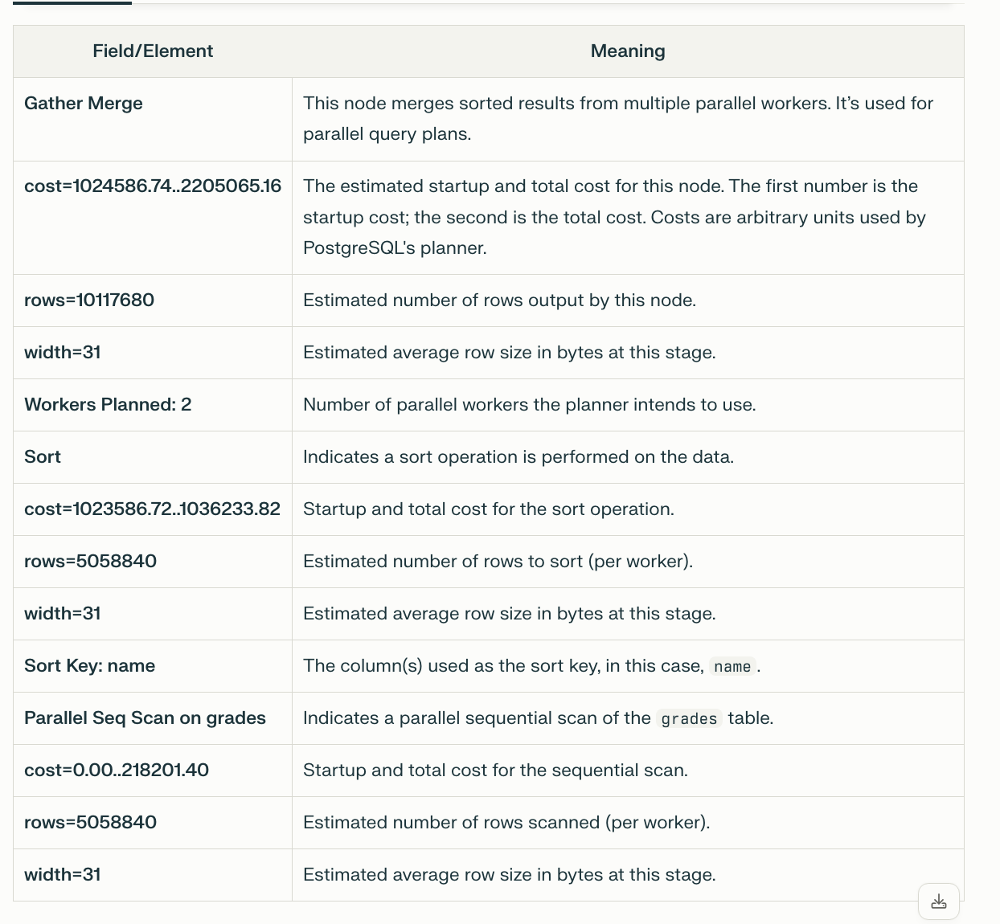 Field/Element Meaning
Gather Merge This node merges sorted results from multiple parallel workers. It’s used for
parallel query plans.
cost=1024586.74..2205065.16 The estimated startup and total cost for this node. The first number is the
startup cost; the second is the total cost. Costs are arbitrary units used by
PostgreSQL's planner.
rows=10117680 Estimated number of rows output by this node.
width=31 Estimated average row size in bytes at this stage.
Workers Planned: 2 Number of parallel workers the planner intends to use.
Sort Indicates a sort operation is performed on the data.
cost=1023586.72..1036233.82 Startup and total cost for the sort operation.
rows=5058840 Estimated number of rows to sort (per worker).
width=31 Estimated average row size in bytes at this stage.
Sort Key: name The column(s) used as the sort key, in this case, name.
Parallel Seq Scan on grades Indicates a parallel sequential scan of the grades table.
cost=0.00..218201.40 Startup and total cost for the sequential scan.
rows=5058840 Estimated number of rows scanned (per worker).
width=31 Estimated average row size in bytes at this stage.